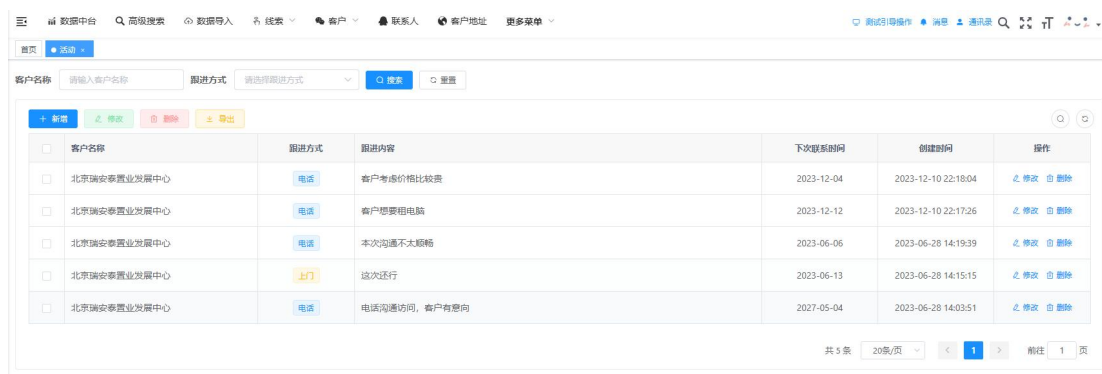 数据中台 高级搜索 数据导入 线索 客户 联系人 客户地址 更多菜单 测试引导操作 消息 通讯录
首页 活动 ×
客户名称 请输入客户名称 跟进方式 请选择跟进方式 搜索 重置
+ 新增 修改 删除 导出
客户名称 跟进方式 跟进内容 下次联系时间 创建时间 操作
北京瑞安泰置业发展中心 电话 客户考虑价格比较贵 2023-12-04 2023-12-10 22:18:04 修改 删除
北京瑞安泰置业发展中心 电话 客户想要租电脑 2023-12-12 2023-12-10 22:17:26 修改 删除
北京瑞安泰置业发展中心 电话 本次沟通不太顺畅 2023-06-06 2023-06-28 14:19:39 修改 删除
北京瑞安泰置业发展中心 上门 这次还行 2023-06-13 2023-06-28 14:15:15 修改 删除
北京瑞安泰置业发展中心 电话 电话沟通访问，客户有意向 2027-05-04 2023-06-28 14:03:51 修改 删除
共 5 条 20条/页 < 1 > 前往 1 页